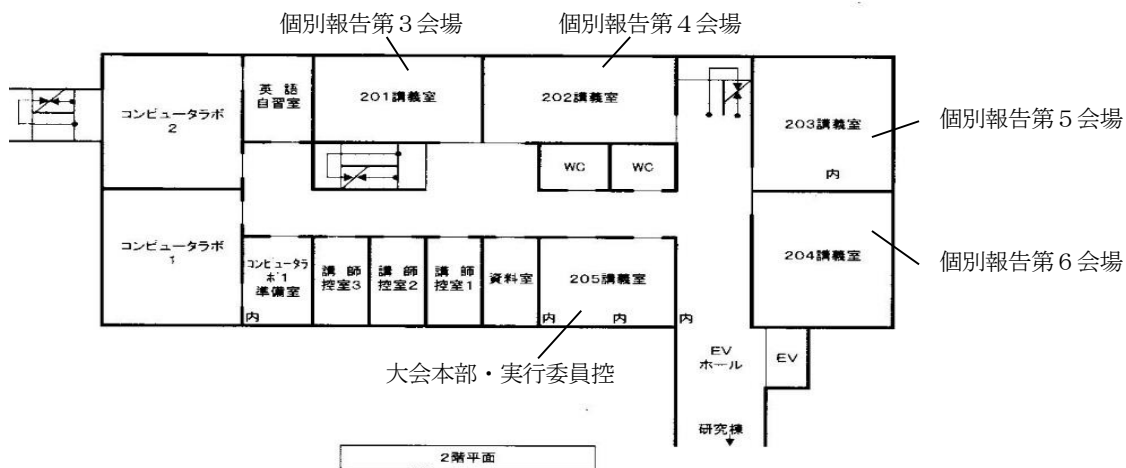 個別報告第３会場
個別報告第４会場
英 語
自習室
201講義室
202講義室
コンピュータラボ
2
203講義室
個別報告第５会場
WC
WC
内
コンピュータラボ
1
204講義室
個別報告第６会場
コンピュータラ
ボ1
準備室
内
講 師
控室3
講 師
控室2
講 師
控室1
資料室
205講義室
内
内
内
大会本部・実行委員控
EV
ホール
EV
研究棟
2階平面